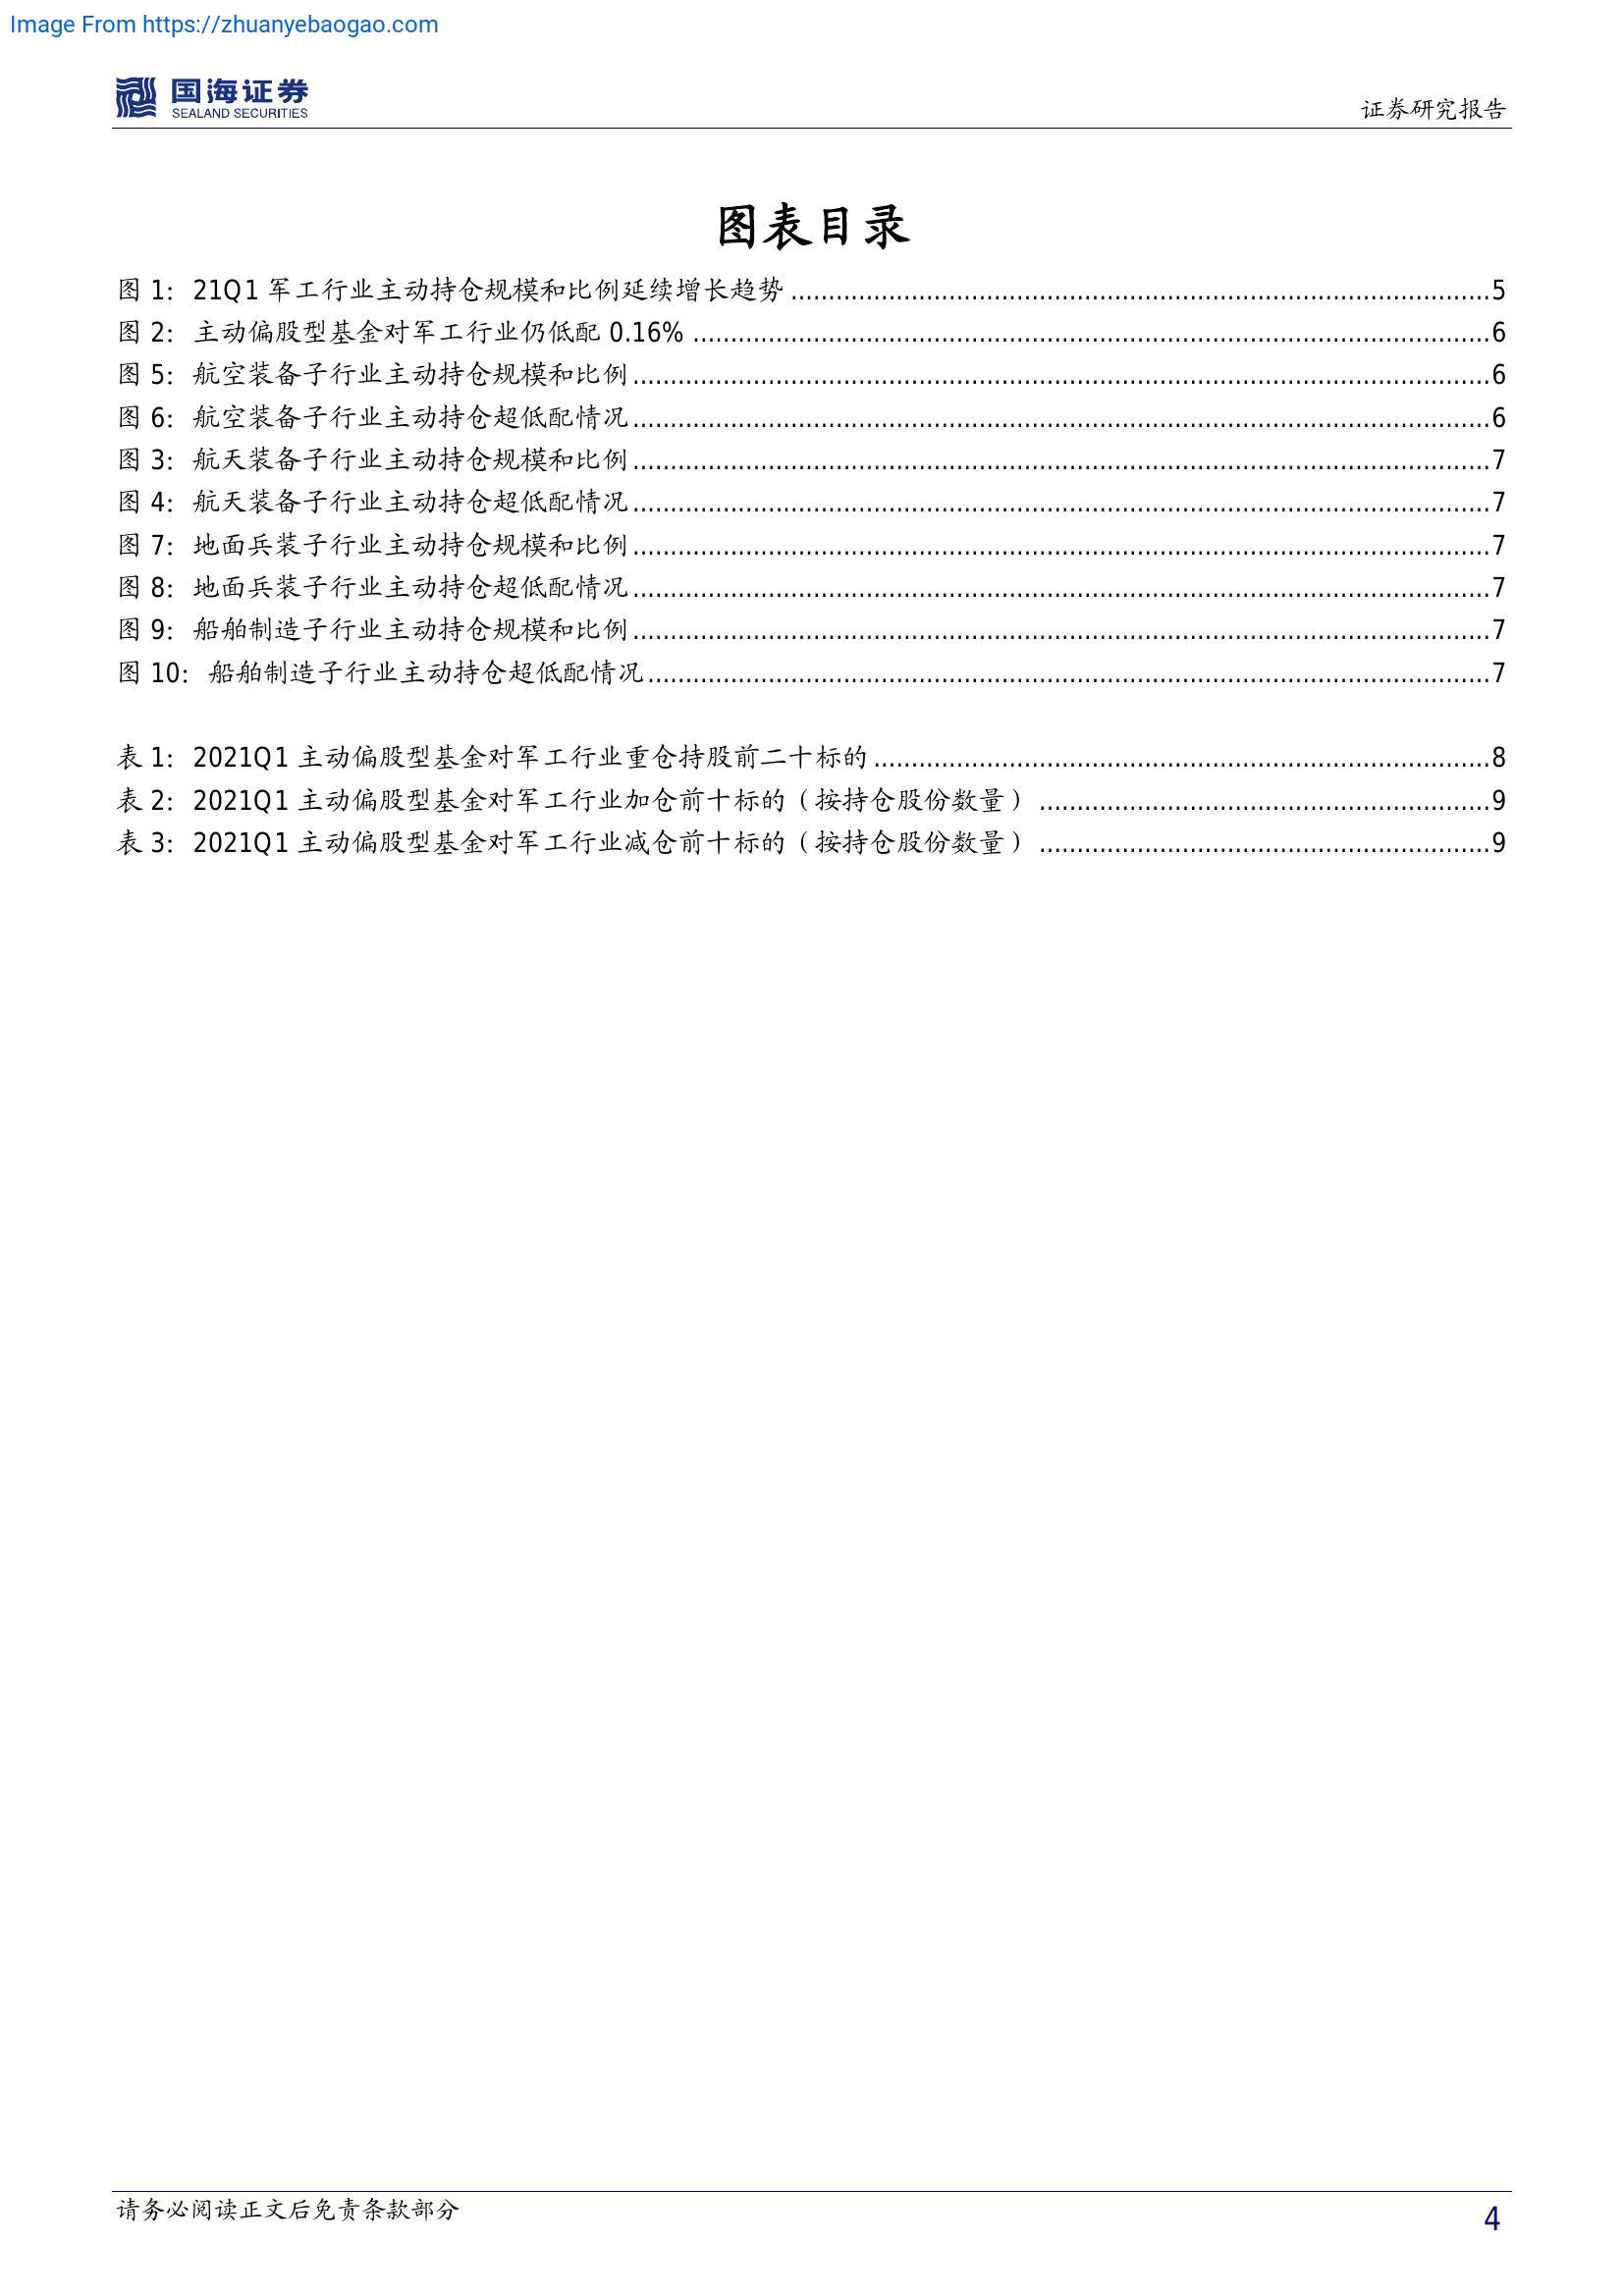 Image From https://zhuanyebaogao.com
国海证券
SEALAND SECURITIES
证券研究报告
图表目录
图 1：21Q1 军工行业主动持仓规模和比例延续增长趋势 ........................................ 5
图 2：主动偏股型基金对军工行业仍低配 0.16% ........................................ 6
图 5：航空装备子行业主动持仓规模和比例 ........................................ 6
图 6：航空装备子行业主动持仓超低配情况 ........................................ 6
图 3：航天装备子行业主动持仓规模和比例 ........................................ 7
图 4：航天装备子行业主动持仓超低配情况 ........................................ 7
图 7：地面兵装子行业主动持仓规模和比例 ........................................ 7
图 8：地面兵装子行业主动持仓超低配情况 ........................................ 7
图 9：船舶制造子行业主动持仓规模和比例 ........................................ 7
图 10：船舶制造子行业主动持仓超低配情况 ........................................ 7
表 1：2021Q1 主动偏股型基金对军工行业重仓持股前二十标的 ........................................ 8
表 2：2021Q1 主动偏股型基金对军工行业加仓前十标的（按持仓股份数量） ........................................ 9
表 3：2021Q1 主动偏股型基金对军工行业减仓前十标的（按持仓股份数量） ........................................ 9
请务必阅读正文后免责条款部分
4